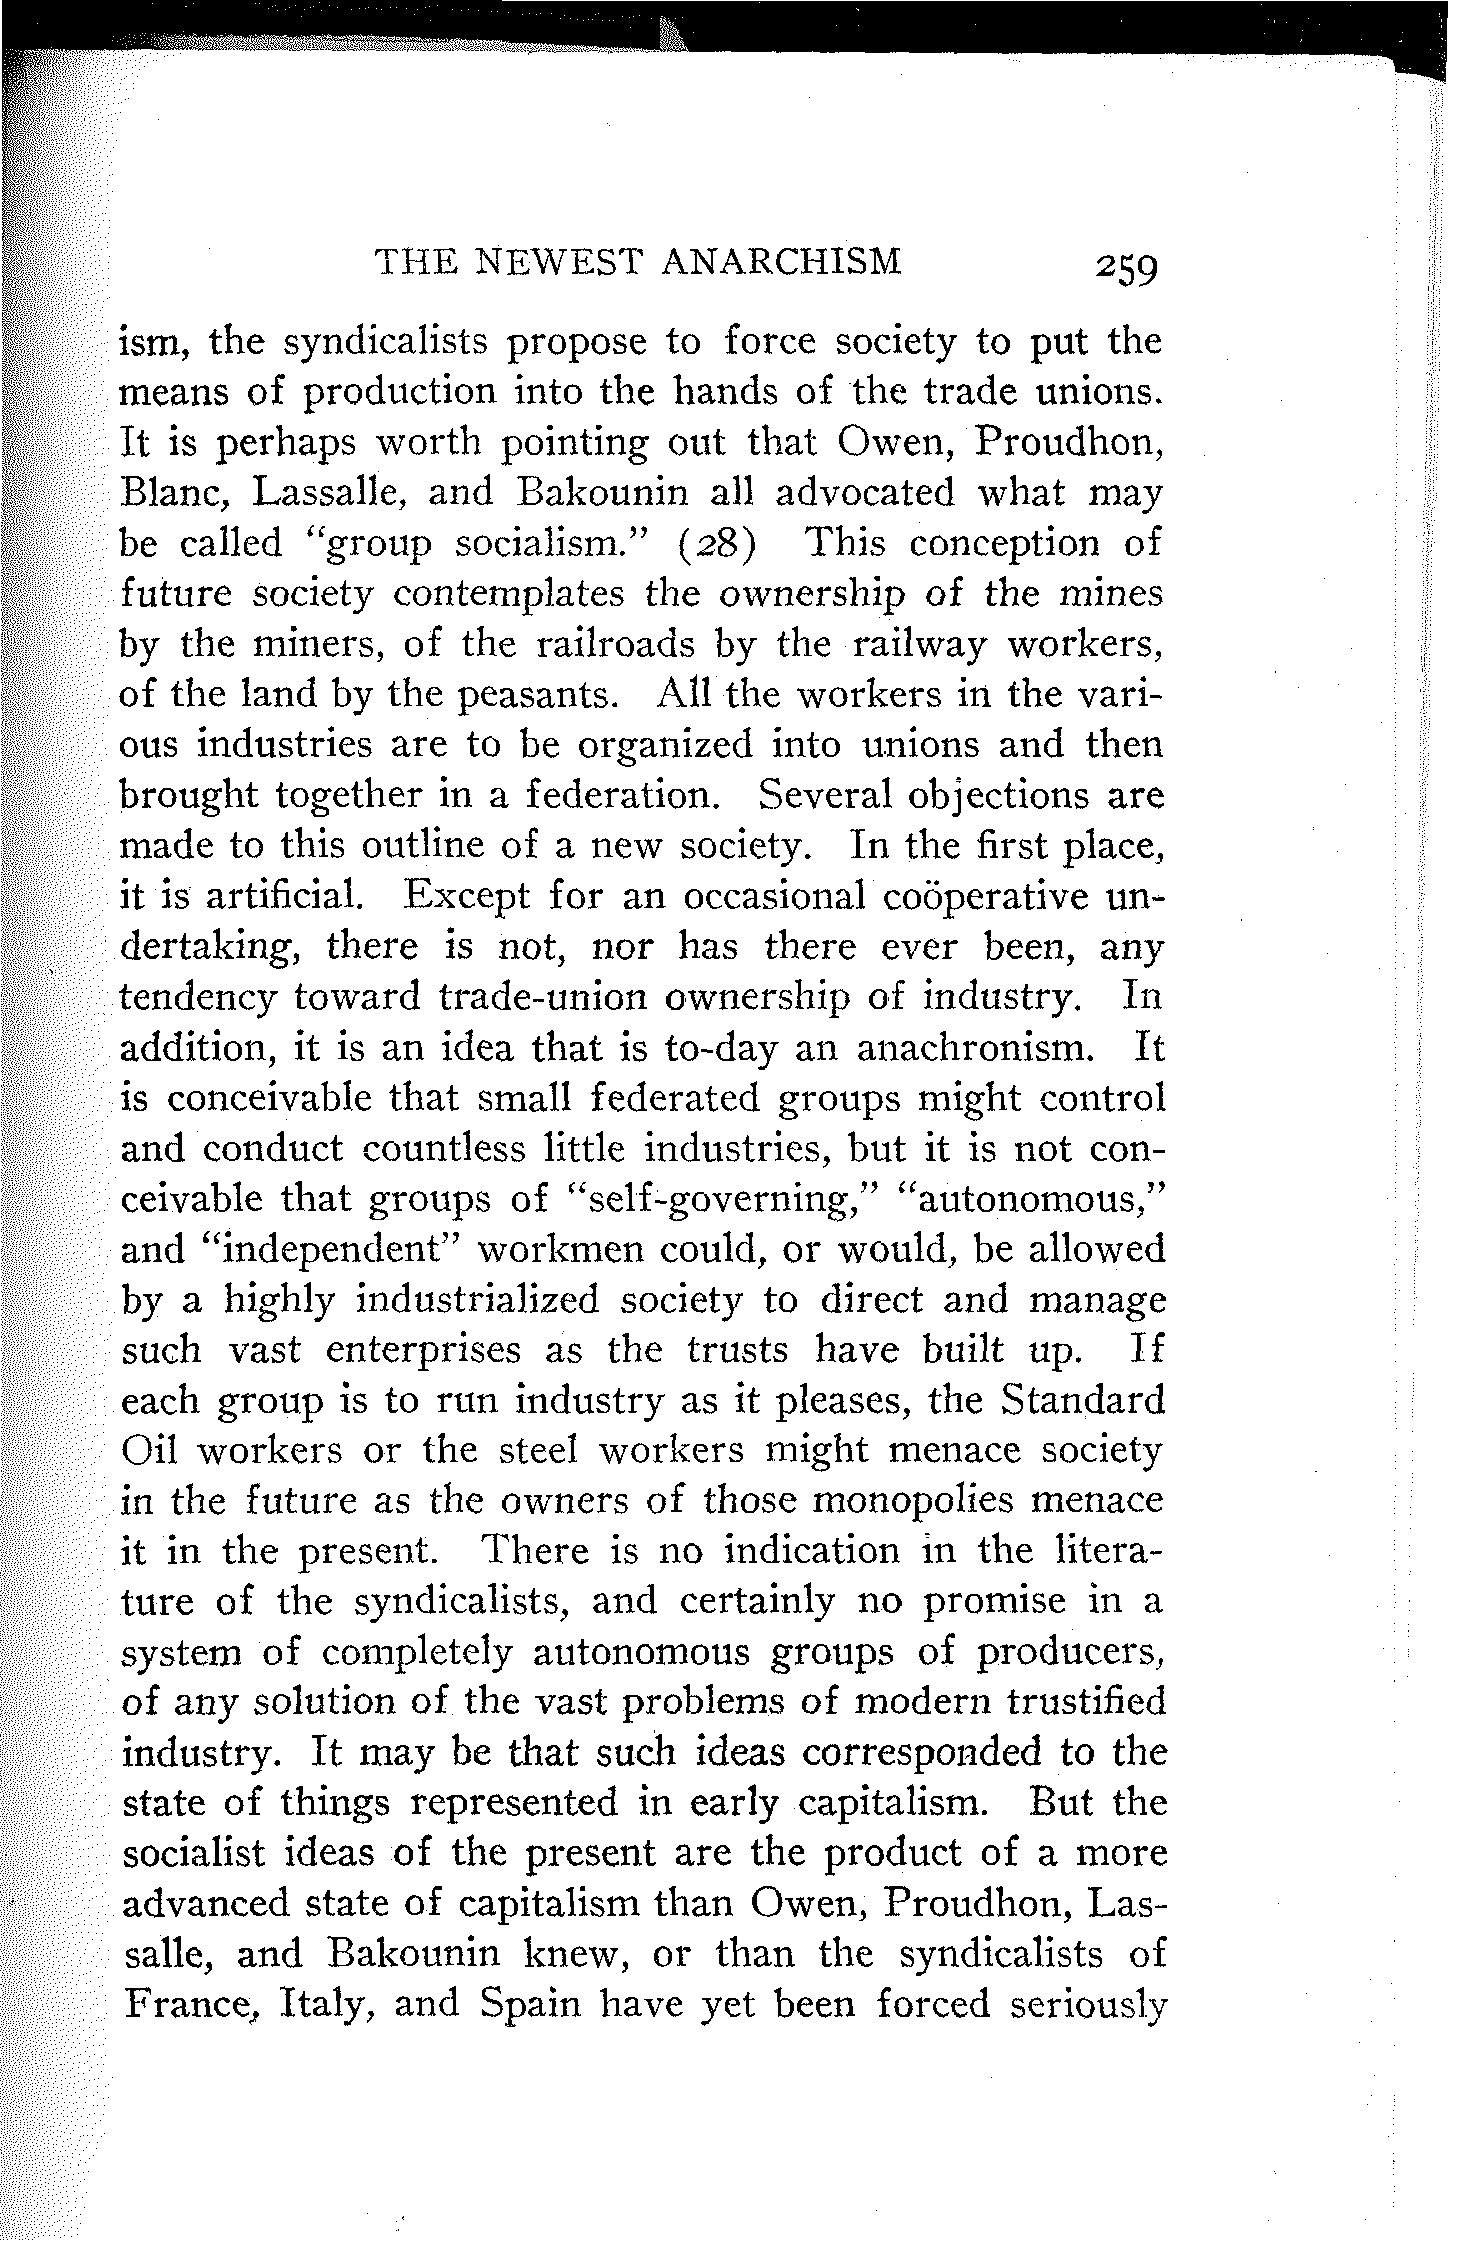 THE NEWEST ANARCHISM 259
ism, the syndicalists propose to force society to put the
means of production into the hands of the trade unions.
It is perhaps worth pointing out that Owen, Proudhon,
Blanc, Lassalle, and Bakounin all advocated what may
be called “group socialism.” (28) This conception of
future society contemplates the ownership of the mines
by the miners, of the railroads by the railway workers,
of the land by the peasants. All the workers in the vari-
ous industries are to be organized into unions and then
brought together in a federation. Several objections are
made to this outline of a new society. In the first place,
it is artificial. Except for an occasional coöperative un-
dertaking, there is not, nor has there ever been, any
tendency toward trade-union ownership of industry. In
addition, it is an idea that is to-day an anachronism. It
is conceivable that small federated groups might control
and conduct countless little industries, but it is not con-
ceivable that groups of “self-governing,” “autonomous,”
and “independent” workmen could, or would, be allowed
by a highly industrialized society to direct and manage
such vast enterprises as the trusts have built up. If
each group is to run industry as it pleases, the Standard
Oil workers or the steel workers might menace society
in the future as the owners of those monopolies menace
it in the present. There is no indication in the litera-
ture of the syndicalists, and certainly no promise in a
system of completely autonomous groups of producers,
of any solution of the vast problems of modern trustified
industry. It may be that such ideas corresponded to the
state of things represented in early capitalism. But the
socialist ideas of the present are the product of a more
advanced state of capitalism than Owen, Proudhon, Las-
salle, and Bakounin knew, or than the syndicalists of
France, Italy, and Spain have yet been forced seriously